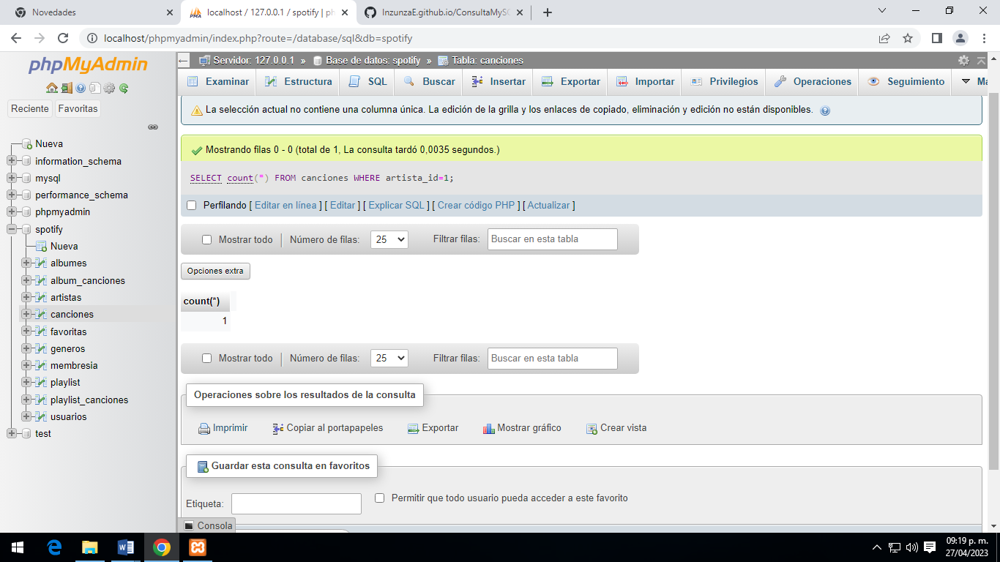 Novedades
localhost / 127.0.0.1 / spotify | ph
InzunzaE.github.io/ConsultaMySQ
localhost/phpmyadmin/index.php?route=/database/sql&db=spotify
phpMyAdmin
Reciente
Favoritas
Nueva
information_schema
mysql
performance_schema
phpmyadmin
spotify
Nueva
albumes
album_canciones
artistas
canciones
favoritas
generos
membresia
playlist
playlist_canciones
usuarios
test
Servidor: 127.0.0.1 » Base de datos: spotify » Tabla: canciones
Examinar Estructura SQL Buscar Insertar Exportar Importar Privilegios Operaciones Seguimiento Ma
La selección actual no contiene una columna única. La edición de la grilla y los enlaces de copiado, eliminación y edición no están disponibles.
Mostrando filas 0 - 0 (total de 1, La consulta tardó 0,0035 segundos.)
SELECT count(*) FROM canciones WHERE artista_id=1;
Perfilando [ Editar en línea ] [ Editar ] [ Explicar SQL ] [ Crear código PHP ] [ Actualizar ]
Mostrar todo Número de filas: 25 Filtrar filas: Buscar en esta tabla
Opciones extra
count(*)
1
Mostrar todo Número de filas: 25 Filtrar filas: Buscar en esta tabla
Operaciones sobre los resultados de la consulta
Imprimir Copiar al portapapeles Exportar Mostrar gráfico Crear vista
Guardar esta consulta en favoritos
Etiqueta: Permitir que todo usuario pueda acceder a este favorito
Consola
09:19 p. m.
27/04/2023